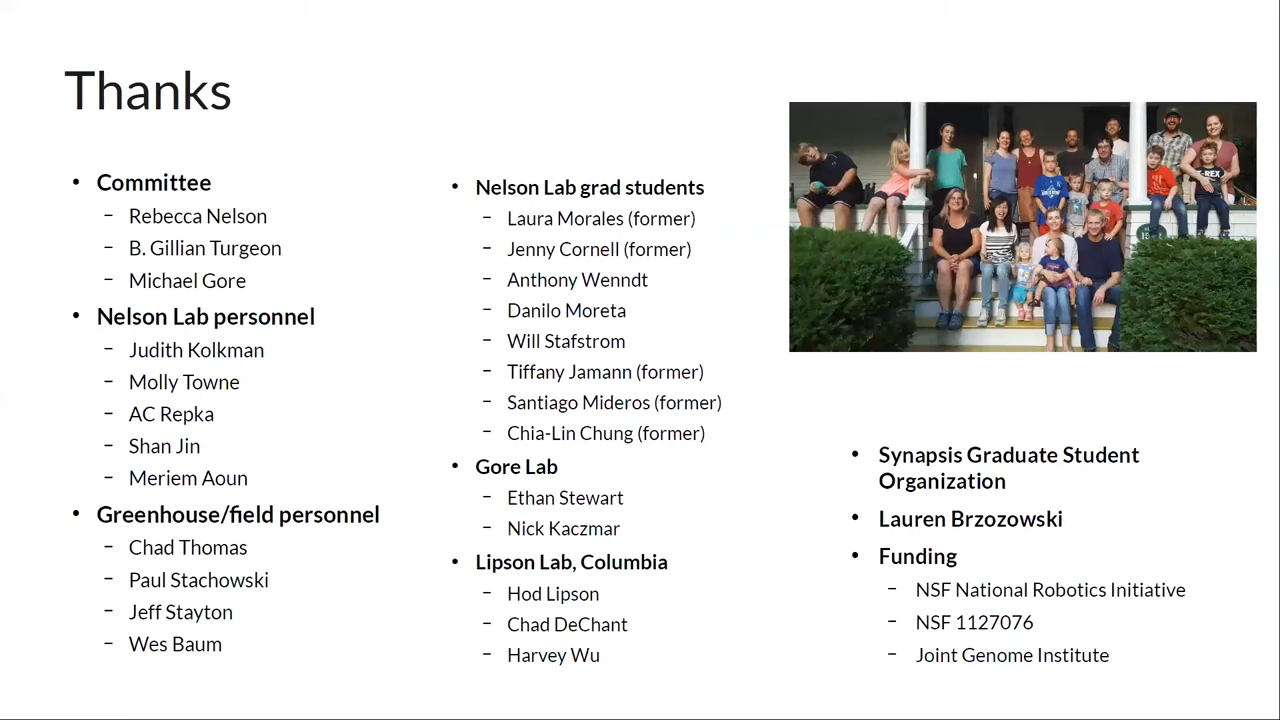 Thanks
• Committee
– Rebecca Nelson
– B. Gillian Turgeon
– Michael Gore
• Nelson Lab personnel
– Judith Kolkman
– Molly Towne
– AC Repka
– Shan Jin
– Meriem Aoun
• Greenhouse/field personnel
– Chad Thomas
– Paul Stachowski
– Jeff Stayton
– Wes Baum
• Nelson Lab grad students
– Laura Morales (former)
– Jenny Cornell (former)
– Anthony Wenndt
– Danilo Moreta
– Will Stafstrom
– Tiffany Jamann (former)
– Santiago Mideros (former)
– Chia-Lin Chung (former)
• Gore Lab
– Ethan Stewart
– Nick Kaczmar
• Lipson Lab, Columbia
– Hod Lipson
– Chad DeChant
– Harvey Wu
T-REX
• Synapsis Graduate Student
Organization
• Lauren Brzozowski
• Funding
– NSF National Robotics Initiative
– NSF 1127076
– Joint Genome Institute